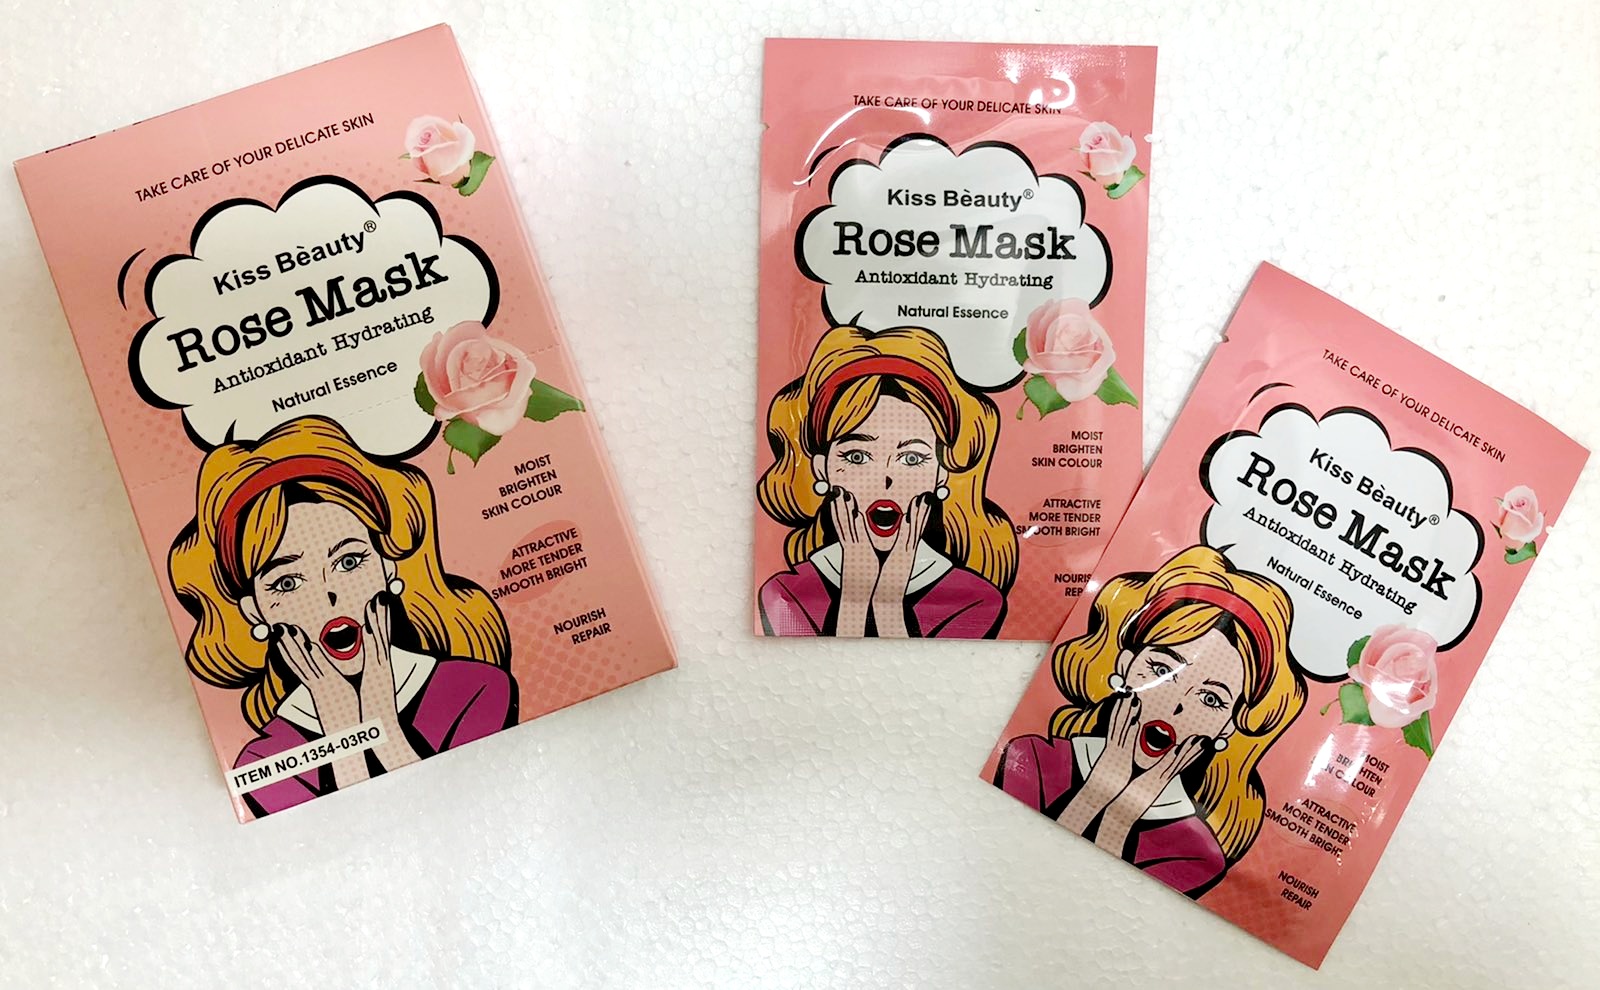 TAKE CARE OF YOUR DELICATE SKIN
Kiss Bèauty®
Rose Mask
Antioxidant Hydrating
Natural Essence
MOIST
BRIGHTEN
SKIN COLOUR
ATTRACTIVE
MORE TENDER
SMOOTH BRIGHT
NOURISH
REPAIR
ITEM NO.1354-03RO
TAKE CARE OF YOUR DELICATE SKIN
Kiss Bèauty®
Rose Mask
Antioxidant Hydrating
Natural Essence
MOIST
BRIGHTEN
SKIN COLOUR
ATTRACTIVE
MORE TENDER
SMOOTH BRIGHT
TAKE CARE OF YOUR DELICATE SKIN
Kiss Bèauty®
Rose Mask
Antioxidant Hydrating
Natural Essence
MOIST
BRIGHTEN
SKIN COLOUR
ATTRACTIVE
MORE TENDER
SMOOTH BRIGHT
NOURISH
REPAIR